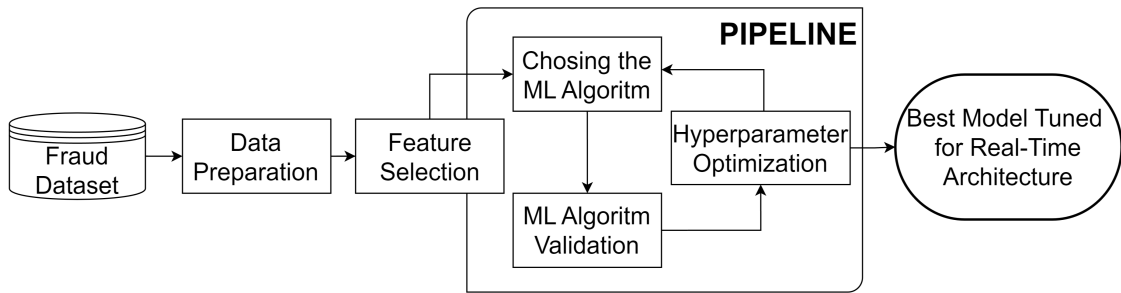 PIPELINE
Fraud
Dataset
Data
Preparation
Feature
Selection
Chosing the
ML Algoritm
ML Algoritm
Validation
Hyperparameter
Optimization
Best Model Tuned
for Real-Time
Architecture